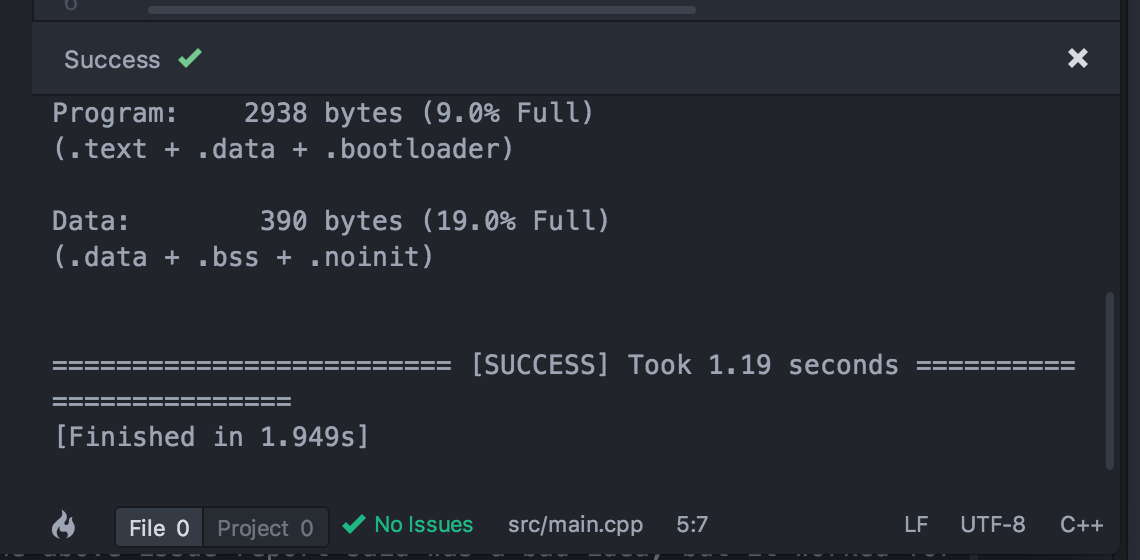 6
Success
Program:    2938 bytes (9.0% Full)
(.text + .data + .bootloader)
Data:        390 bytes (19.0% Full)
(.data + .bss + .noinit)
========================= [SUCCESS] Took 1.19 seconds ==========
===============
[Finished in 1.949s]
File 0 Project 0 No Issues src/main.cpp 5:7 LF UTF-8 C++